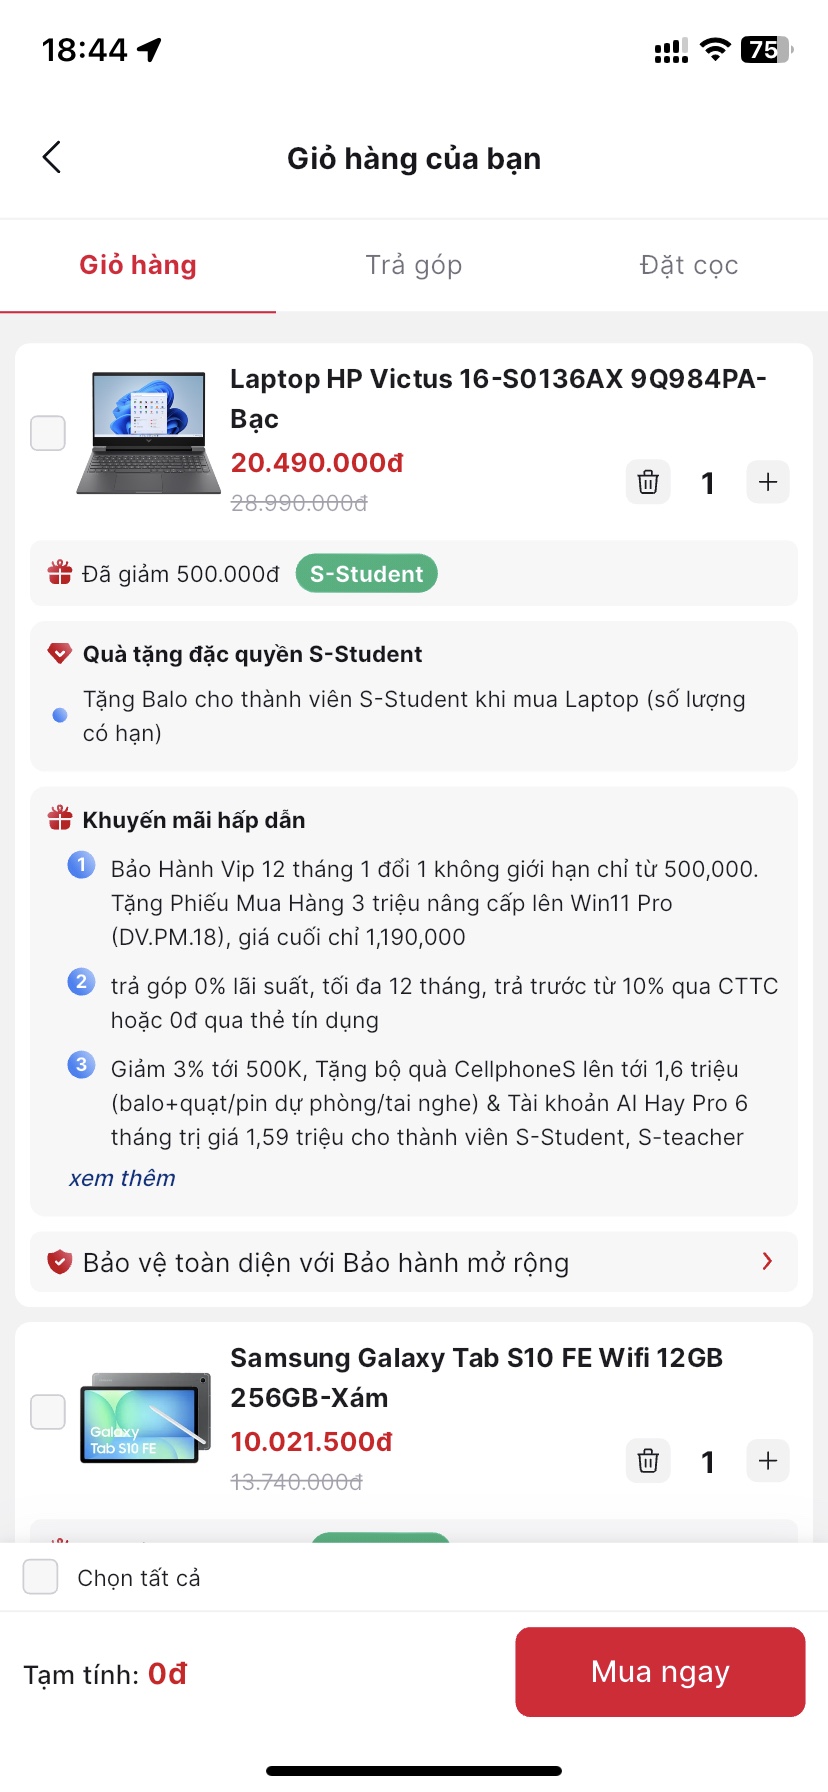 18:44
75
Giỏ hàng của bạn
Giỏ hàng
Trả góp
Đặt cọc
Laptop HP Victus 16-S0136AX 9Q984PA-
Bạc
20.490.000đ
28.990.000đ
1
Đã giảm 500.000đ
S-Student
Quà tặng đặc quyền S-Student
Tặng Balo cho thành viên S-Student khi mua Laptop (số lượng
có hạn)
Khuyến mãi hấp dẫn
1
Bảo Hành Vip 12 tháng 1 đổi 1 không giới hạn chỉ từ 500,000.
Tặng Phiếu Mua Hàng 3 triệu nâng cấp lên Win11 Pro
(DV.PM.18), giá cuối chỉ 1,190,000
2
trả góp 0% lãi suất, tối đa 12 tháng, trả trước từ 10% qua CTTC
hoặc 0đ qua thẻ tín dụng
3
Giảm 3% tới 500K, Tặng bộ quà CellphoneS lên tới 1,6 triệu
(balo+quạt/pin dự phòng/tai nghe) & Tài khoản AI Hay Pro 6
tháng trị giá 1,59 triệu cho thành viên S-Student, S-teacher
xem thêm
Bảo vệ toàn diện với Bảo hành mở rộng
Samsung Galaxy Tab S10 FE Wifi 12GB
256GB-Xám
Galaxy
Tab S10 FE
10.021.500đ
13.740.000đ
1
Chọn tất cả
Tạm tính: 0đ
Mua ngay